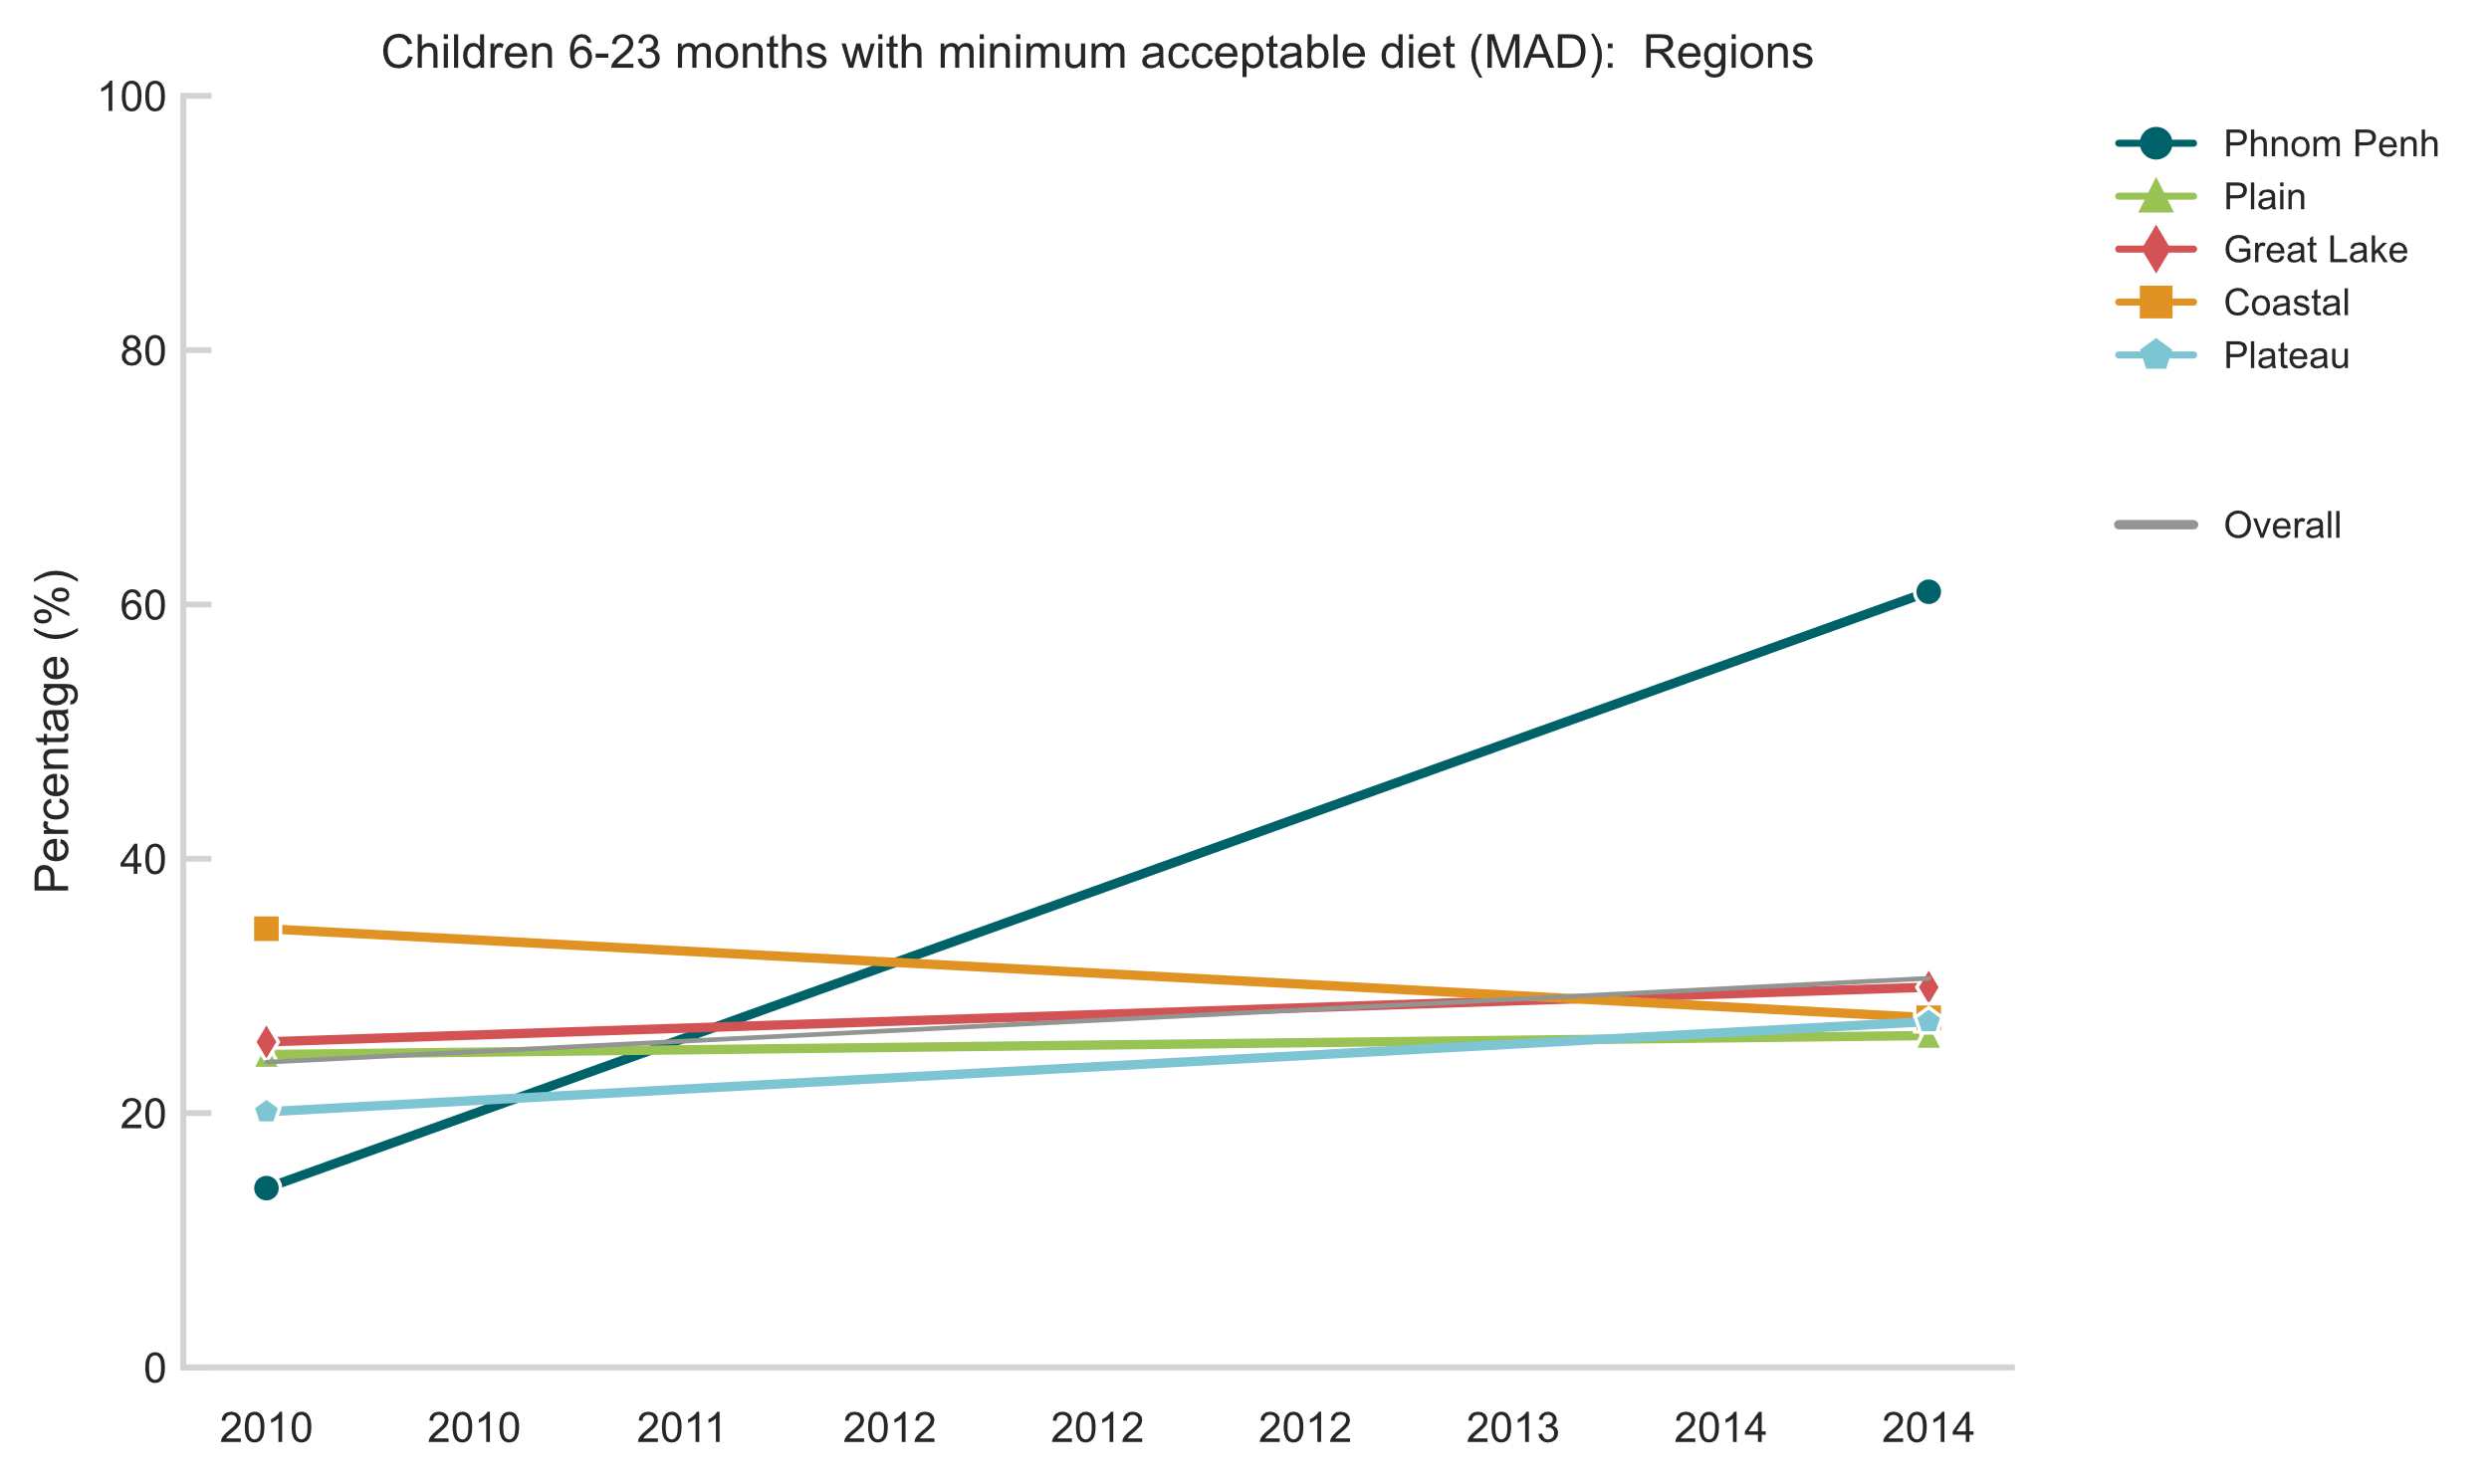 Children 6-23 months with minimum acceptable diet (MAD):  Regions
Percentage (%)
100
80
60
40
20
0
2010 2010 2011 2012 2012 2012 2013 2014 2014
Phnom Penh
Plain
Great Lake
Coastal
Plateau
Overall